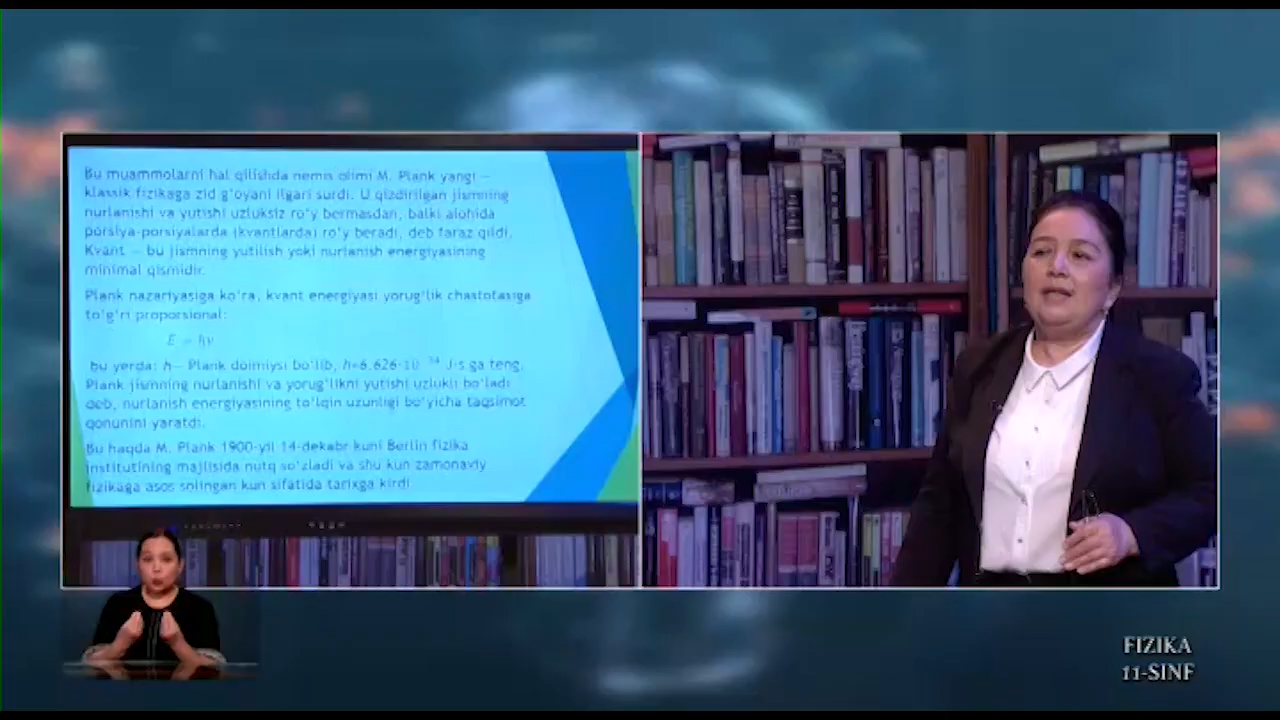 Bu muammolarni hal qilishda nemis olimi M. Plank yangi —
klassik fizikaga zid g‘oyani ilgari surdi. U qizdirilgan jismning
nurlanishi va yutishi uzluksiz ro‘y bermasdan, balki alohida
porsiya-porsiyalarda (kvantlarda) ro‘y beradi, deb faraz qildi.
Kvant — bu jismning yutilish yoki nurlanish energiyasining
minimal qismidir.
Plank nazariyasiga ko‘ra, kvant energiyasi yorug‘lik chastotasiga
to‘g‘ri proporsional:
E = hν
bu yerda: h— Plank doimiysi bo‘lib, h=6.626·10⁻³⁴ J·s ga teng.
Plank jismning nurlanishi va yorug‘likni yutishi uzlukli bo‘ladi
deb, nurlanish energiyasining to‘lqin uzunligi bo‘yicha taqsimot
qonunini yaratdi.
Bu haqda M. Plank 1900-yil 14-dekabr kuni Berlin fizika
institutining majlisida nutq so‘zladi va shu kun zamonaviy
fizikaga asos solingan kun sifatida tarixga kirdi
FIZIKA
11-SINF